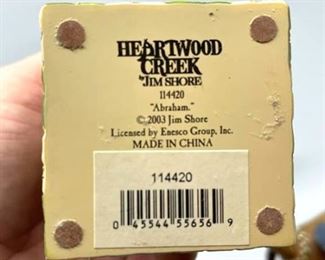 HEARTWOOD
CREEK
by JIM SHORE
114420
"Abraham."
©2003 Jim Shore
Licensed by Enesco Group, Inc.
MADE IN CHINA
114420
0 45544 55656 9